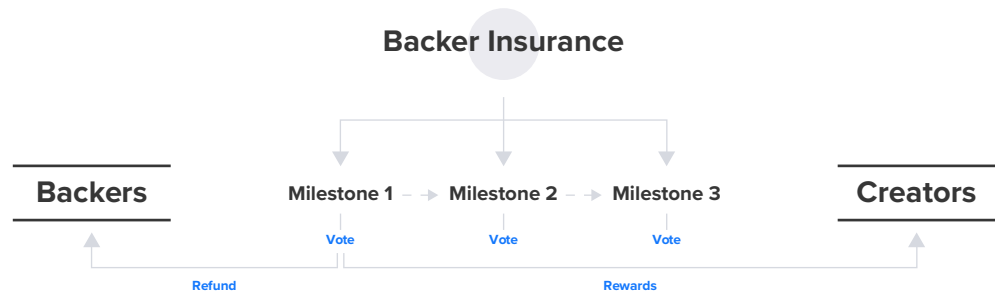 Backer Insurance
Backers
Milestone 1
Milestone 2
Milestone 3
Creators
Vote
Vote
Vote
Refund
Rewards